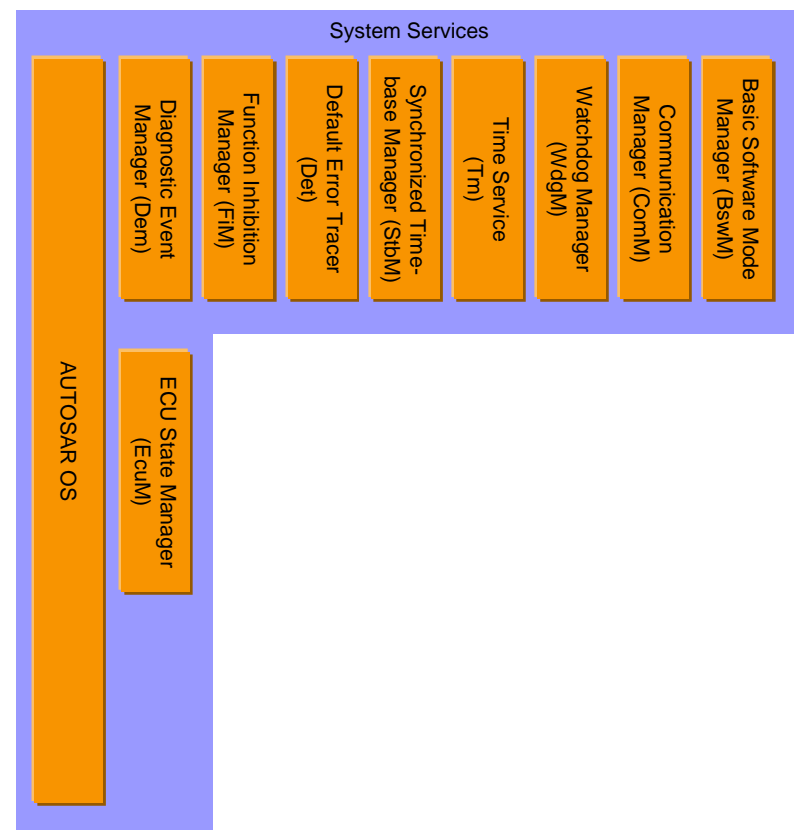 System Services
AUTOSAR OS
Diagnostic Event
Manager (Dem)
Function Inhibition
Manager (FiM)
Default Error Tracer
(Det)
Synchronized Time-
base Manager (StbM)
Time Service
(Tm)
Watchdog Manager
(WdgM)
Communication
Manager (ComM)
Basic Software Mode
Manager (BswM)
ECU State Manager
(EcuM)